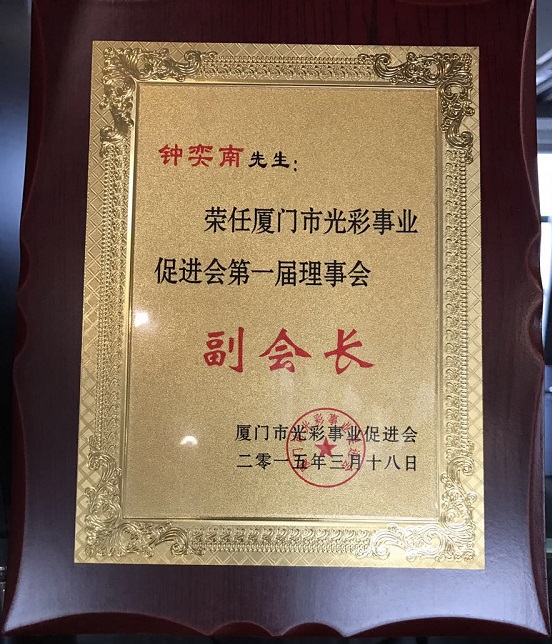 钟奕南先生：
荣任厦门市光彩事业
促进会第一届理事会
副会长
厦门市光彩事业促进会
二零一五年三月十八日